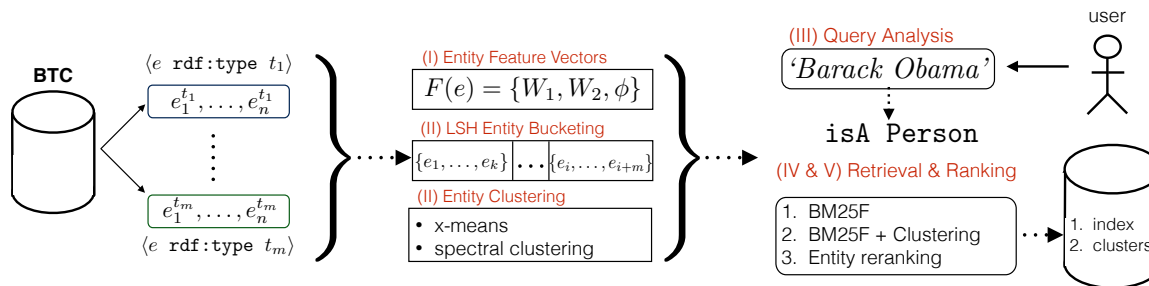 BTC
⟨e rdf:type t₁⟩
e₁^{t₁}, . . . , eₙ^{t₁}
e₁^{tₘ}, . . . , eₙ^{tₘ}
⟨e rdf:type tₘ⟩
(I) Entity Feature Vectors
F(e) = {W₁, W₂, ϕ}
(II) LSH Entity Bucketing
{e₁, . . . , eₖ} ... {eᵢ, . . . , eᵢ₊ₘ}
(II) Entity Clustering
• x-means
• spectral clustering
user
(III) Query Analysis
‘Barack Obama’
isA Person
(IV & V) Retrieval & Ranking
1. BM25F
2. BM25F + Clustering
3. Entity reranking
1. index
2. clusters